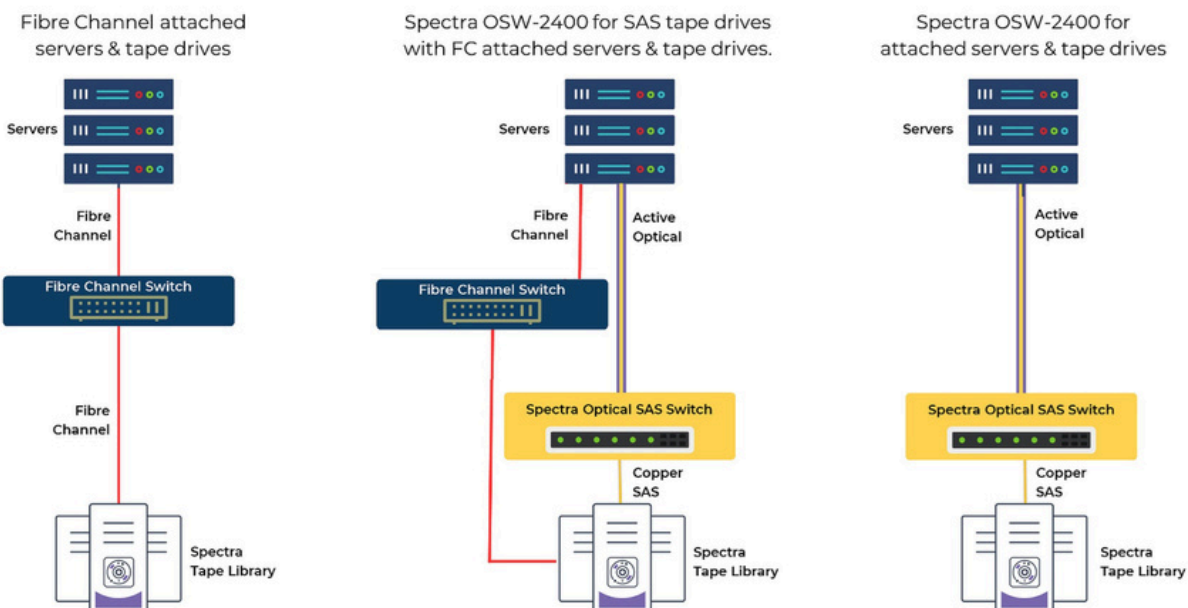 Fibre Channel attached
servers & tape drives
Servers
Fibre
Channel
Fibre Channel Switch
Fibre
Channel
Spectra
Tape Library
Spectra OSW-2400 for SAS tape drives
with FC attached servers & tape drives.
Servers
Fibre
Channel
Active
Optical
Fibre Channel Switch
Spectra Optical SAS Switch
Copper
SAS
Spectra
Tape Library
Spectra OSW-2400 for
attached servers & tape drives
Servers
Active
Optical
Spectra Optical SAS Switch
Copper
SAS
Spectra
Tape Library